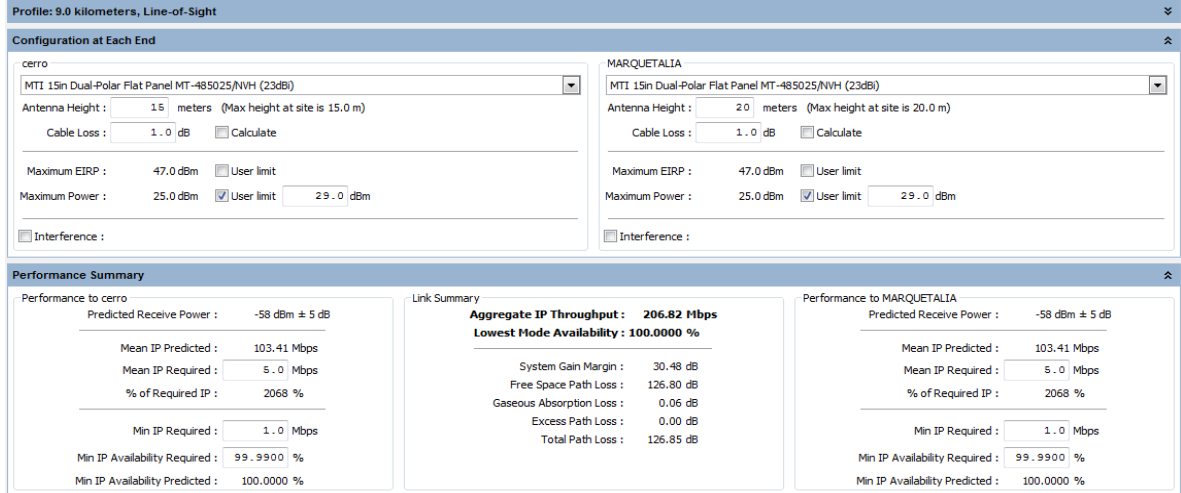 Profile: 9.0 kilometers, Line-of-Sight
Configuration at Each End
cerro
MTI 15in Dual-Polar Flat Panel MT-485025/NVH (23dBi)
Antenna Height : 15 meters (Max height at site is 15.0 m)
Cable Loss : 1.0 dB Calculate
Maximum EIRP : 47.0 dBm User limit
Maximum Power : 25.0 dBm User limit 29.0 dBm
Interference :
MARQUETALIA
MTI 15in Dual-Polar Flat Panel MT-485025/NVH (23dBi)
Antenna Height : 20 meters (Max height at site is 20.0 m)
Cable Loss : 1.0 dB Calculate
Maximum EIRP : 47.0 dBm User limit
Maximum Power : 25.0 dBm User limit 29.0 dBm
Interference :
Performance Summary
Performance to cerro
Predicted Receive Power : -58 dBm ± 5 dB
Mean IP Predicted : 103.41 Mbps
Mean IP Required : 5.0 Mbps
% of Required IP : 2068 %
Min IP Required : 1.0 Mbps
Min IP Availability Required : 99.9900 %
Min IP Availability Predicted : 100.0000 %
Link Summary
Aggregate IP Throughput : 206.82 Mbps
Lowest Mode Availability : 100.0000 %
System Gain Margin : 30.48 dB
Free Space Path Loss : 126.80 dB
Gaseous Absorption Loss : 0.06 dB
Excess Path Loss : 0.00 dB
Total Path Loss : 126.85 dB
Performance to MARQUETALIA
Predicted Receive Power : -58 dBm ± 5 dB
Mean IP Predicted : 103.41 Mbps
Mean IP Required : 5.0 Mbps
% of Required IP : 2068 %
Min IP Required : 1.0 Mbps
Min IP Availability Required : 99.9900 %
Min IP Availability Predicted : 100.0000 %